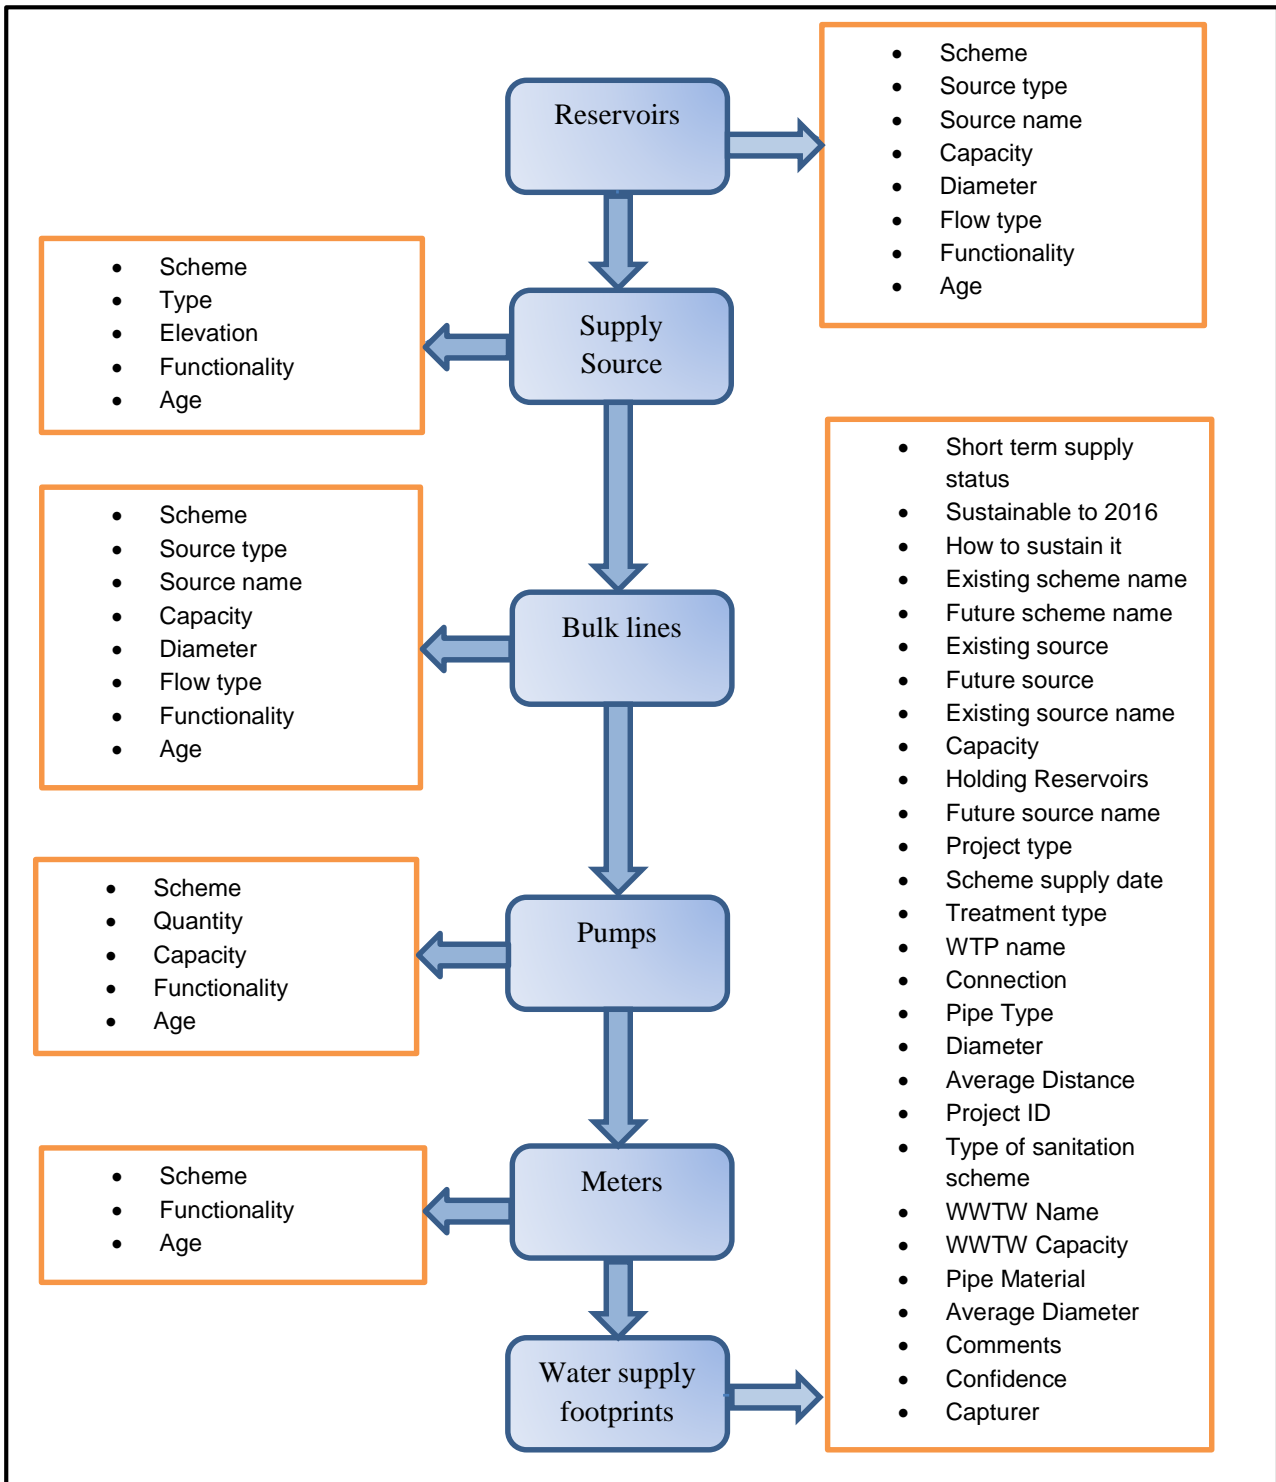 Reservoirs
• Scheme
• Source type
• Source name
• Capacity
• Diameter
• Flow type
• Functionality
• Age
Supply
Source
• Scheme
• Type
• Elevation
• Functionality
• Age
Bulk lines
• Scheme
• Source type
• Source name
• Capacity
• Diameter
• Flow type
• Functionality
• Age
Pumps
• Scheme
• Quantity
• Capacity
• Functionality
• Age
Meters
• Scheme
• Functionality
• Age
Water supply
footprints
• Short term supply
status
• Sustainable to 2016
• How to sustain it
• Existing scheme name
• Future scheme name
• Existing source
• Future source
• Existing source name
• Capacity
• Holding Reservoirs
• Future source name
• Project type
• Scheme supply date
• Treatment type
• WTP name
• Connection
• Pipe Type
• Diameter
• Average Distance
• Project ID
• Type of sanitation
scheme
• WWTW Name
• WWTW Capacity
• Pipe Material
• Average Diameter
• Comments
• Confidence
• Capturer